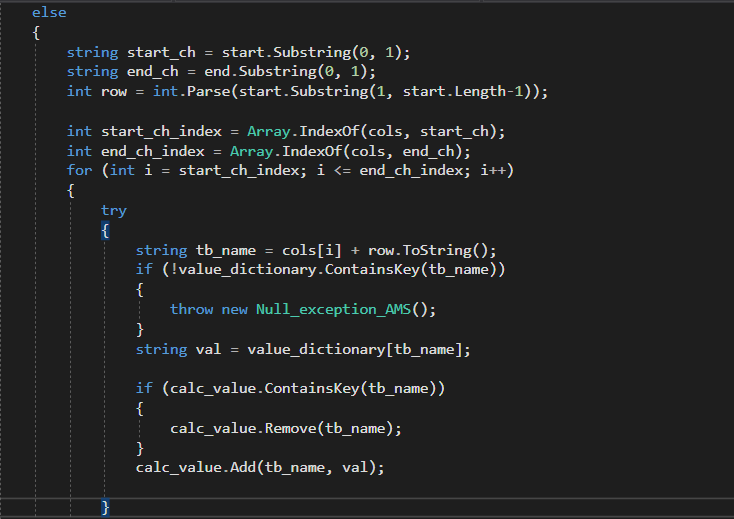 else
{
string start_ch = start.Substring(0, 1);
string end_ch = end.Substring(0, 1);
int row = int.Parse(start.Substring(1, start.Length-1));
int start_ch_index = Array.IndexOf(cols, start_ch);
int end_ch_index = Array.IndexOf(cols, end_ch);
for (int i = start_ch_index; i <= end_ch_index; i++)
{
try
{
string tb_name = cols[i] + row.ToString();
if (!value_dictionary.ContainsKey(tb_name))
{
throw new Null_exception_AMS();
}
string val = value_dictionary[tb_name];
if (calc_value.ContainsKey(tb_name))
{
calc_value.Remove(tb_name);
}
calc_value.Add(tb_name, val);
}